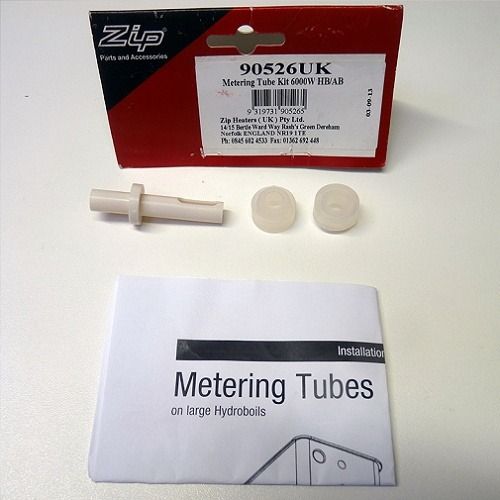 Zip
Parts and Accessories
90526UK
Metering Tube Kit 6000W HB/AB
9 319731 905265
Zip Heaters ( UK ) Pty Ltd.
14/15 Bertie Ward Way Rash's Green Dereham
Norfolk ENGLAND NR19 1TE
Ph: 0845 602 4533 Fax: 01362 692 448
03-09-13
Installation
Metering Tubes
on large Hydroboils